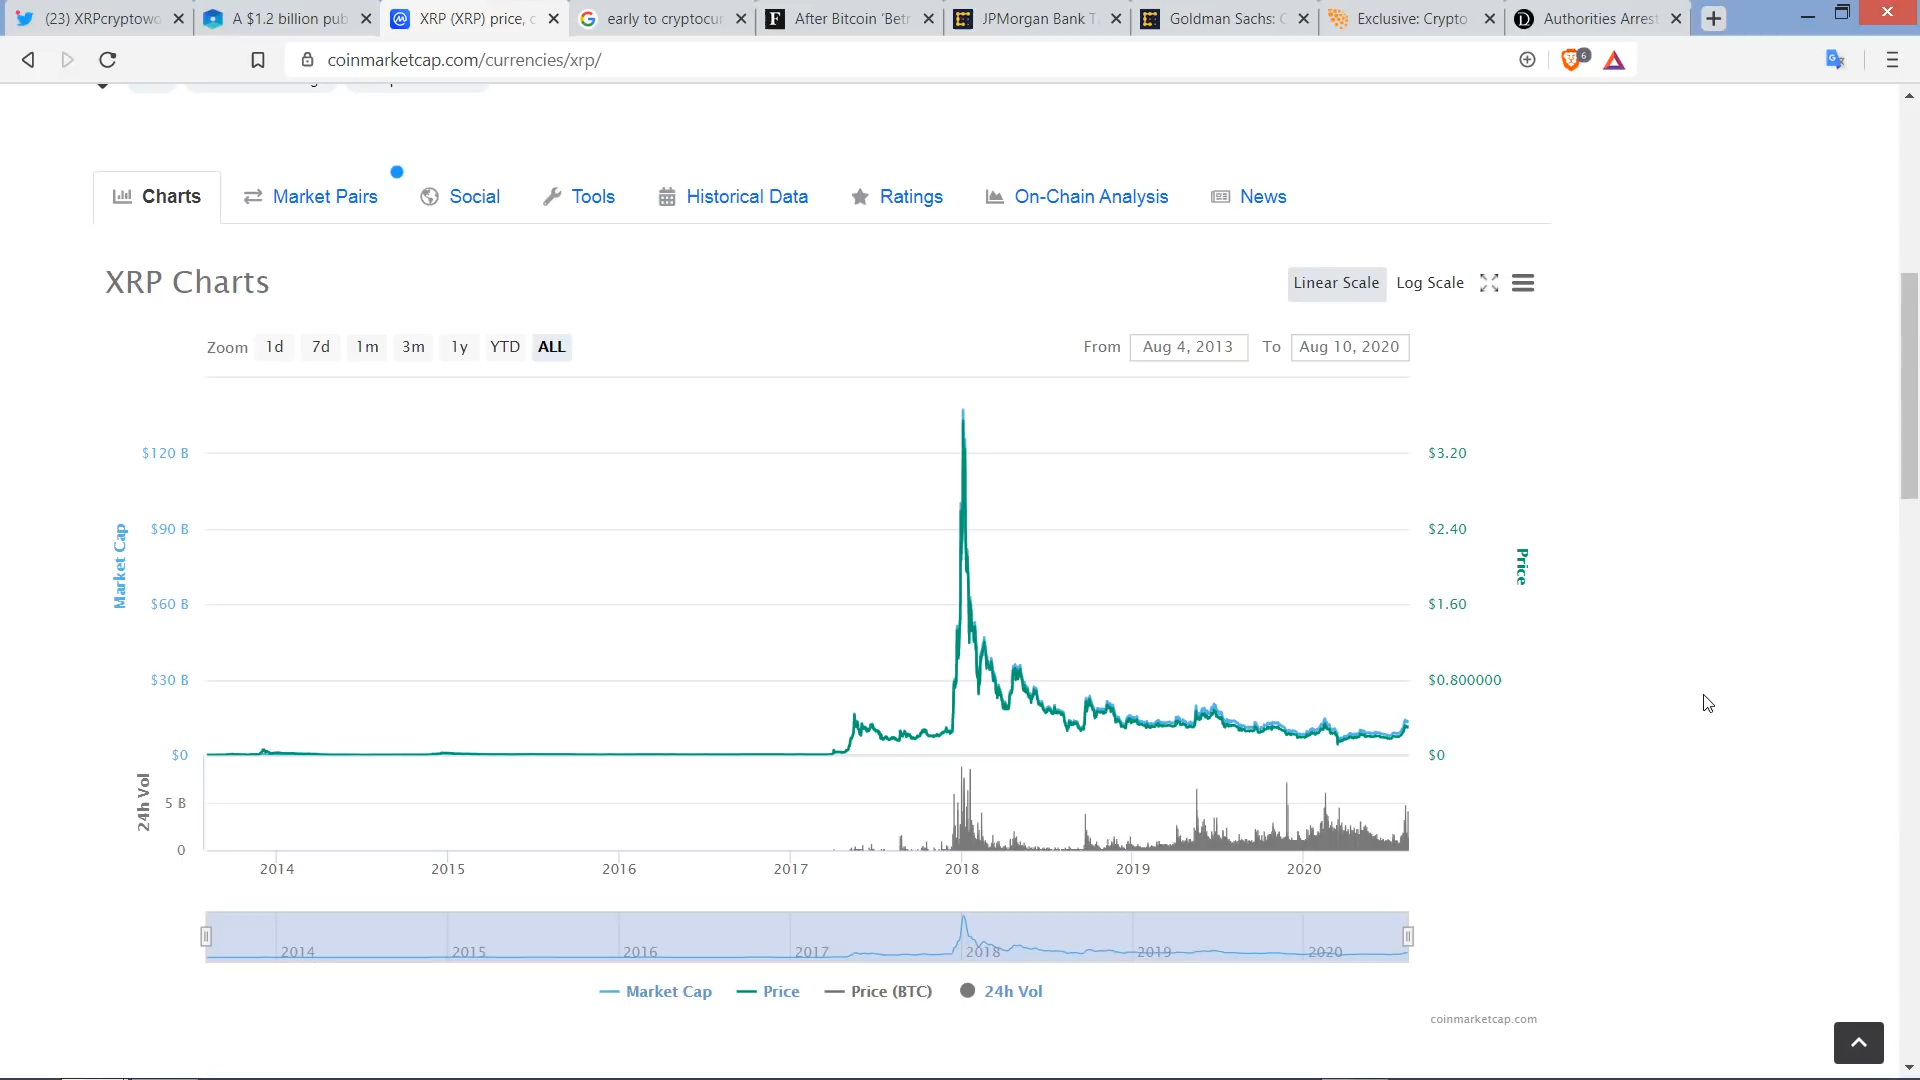 (23) XRPcryptowo
A $1.2 billion pub
XRP (XRP) price, c
early to cryptocur
After Bitcoin ‘Betr
JPMorgan Bank T
Goldman Sachs: C
Exclusive: Crypto
Authorities Arrest
coinmarketcap.com/currencies/xrp/
6
Charts
Market Pairs
Social
Tools
Historical Data
Ratings
On-Chain Analysis
News
XRP Charts
Linear Scale
Log Scale
Zoom 1d 7d 1m 3m 1y YTD ALL
From Aug 4, 2013 To Aug 10, 2020
$120 B
$90 B
$60 B
$30 B
$0
Market Cap
$3.20
$2.40
$1.60
$0.800000
$0
Price
24h Vol
5 B
0
2014 2015 2016 2017 2018 2019 2020
2014 2015 2016 2017 2018 2019 2020
Market Cap Price Price (BTC) 24h Vol
coinmarketcap.com